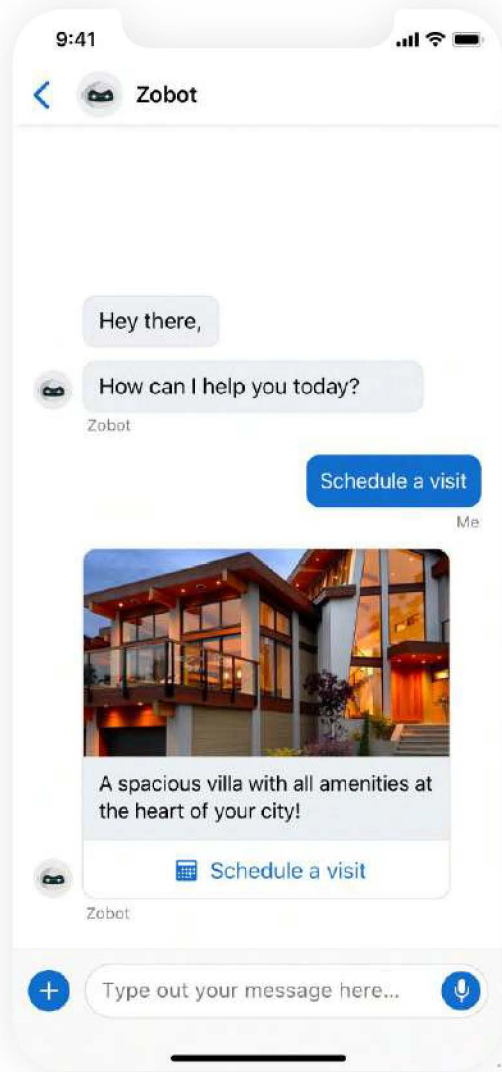 9:41
Zobot
Hey there,
How can I help you today?
Zobot
Schedule a visit
Me
A spacious villa with all amenities at
the heart of your city!
Schedule a visit
Zobot
Type out your message here...